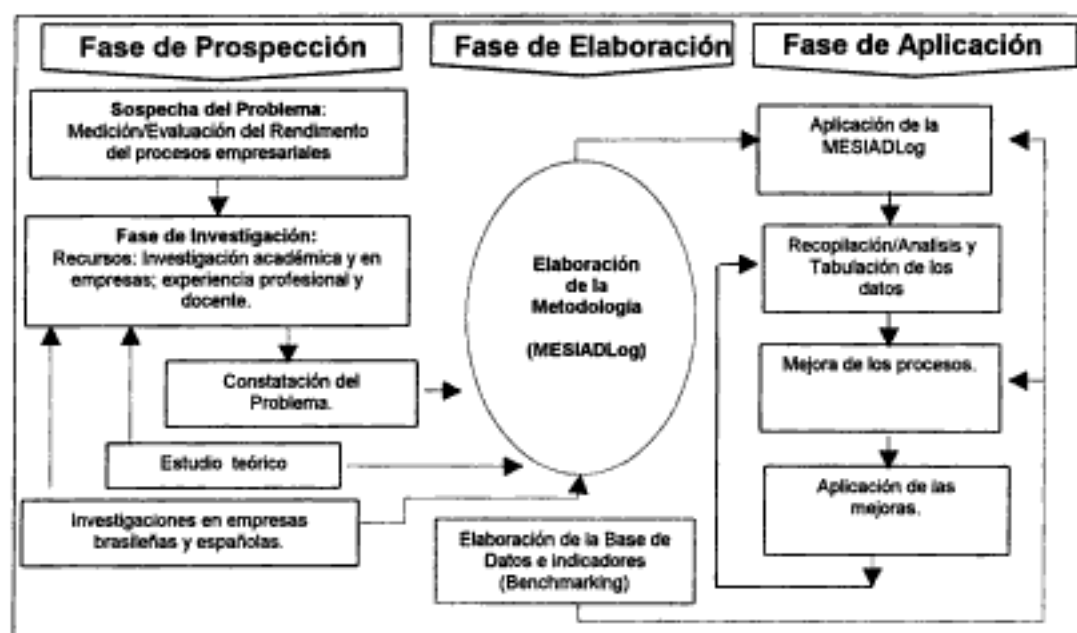 Fase de Prospección
Fase de Elaboración
Fase de Aplicación
Sospecha del Problema:
Medición/Evaluación del Rendimento
del procesos empresariales
Fase de Investigación:
Recursos: Investigación académica y en
empresas; experiencia profesional y
docente.
Constatación del
Problema.
Estudio teórico
Investigaciones en empresas
brasileñas y españolas.
Elaboración
de la
Metodología
(MESIADLog)
Elaboración de la Base de
Datos e indicadores
(Benchmarking)
Aplicación de la
MESIADLog
Recopilación/Analisis y
Tabulación de los
datos
Mejora de los procesos.
Aplicación de las
mejoras.